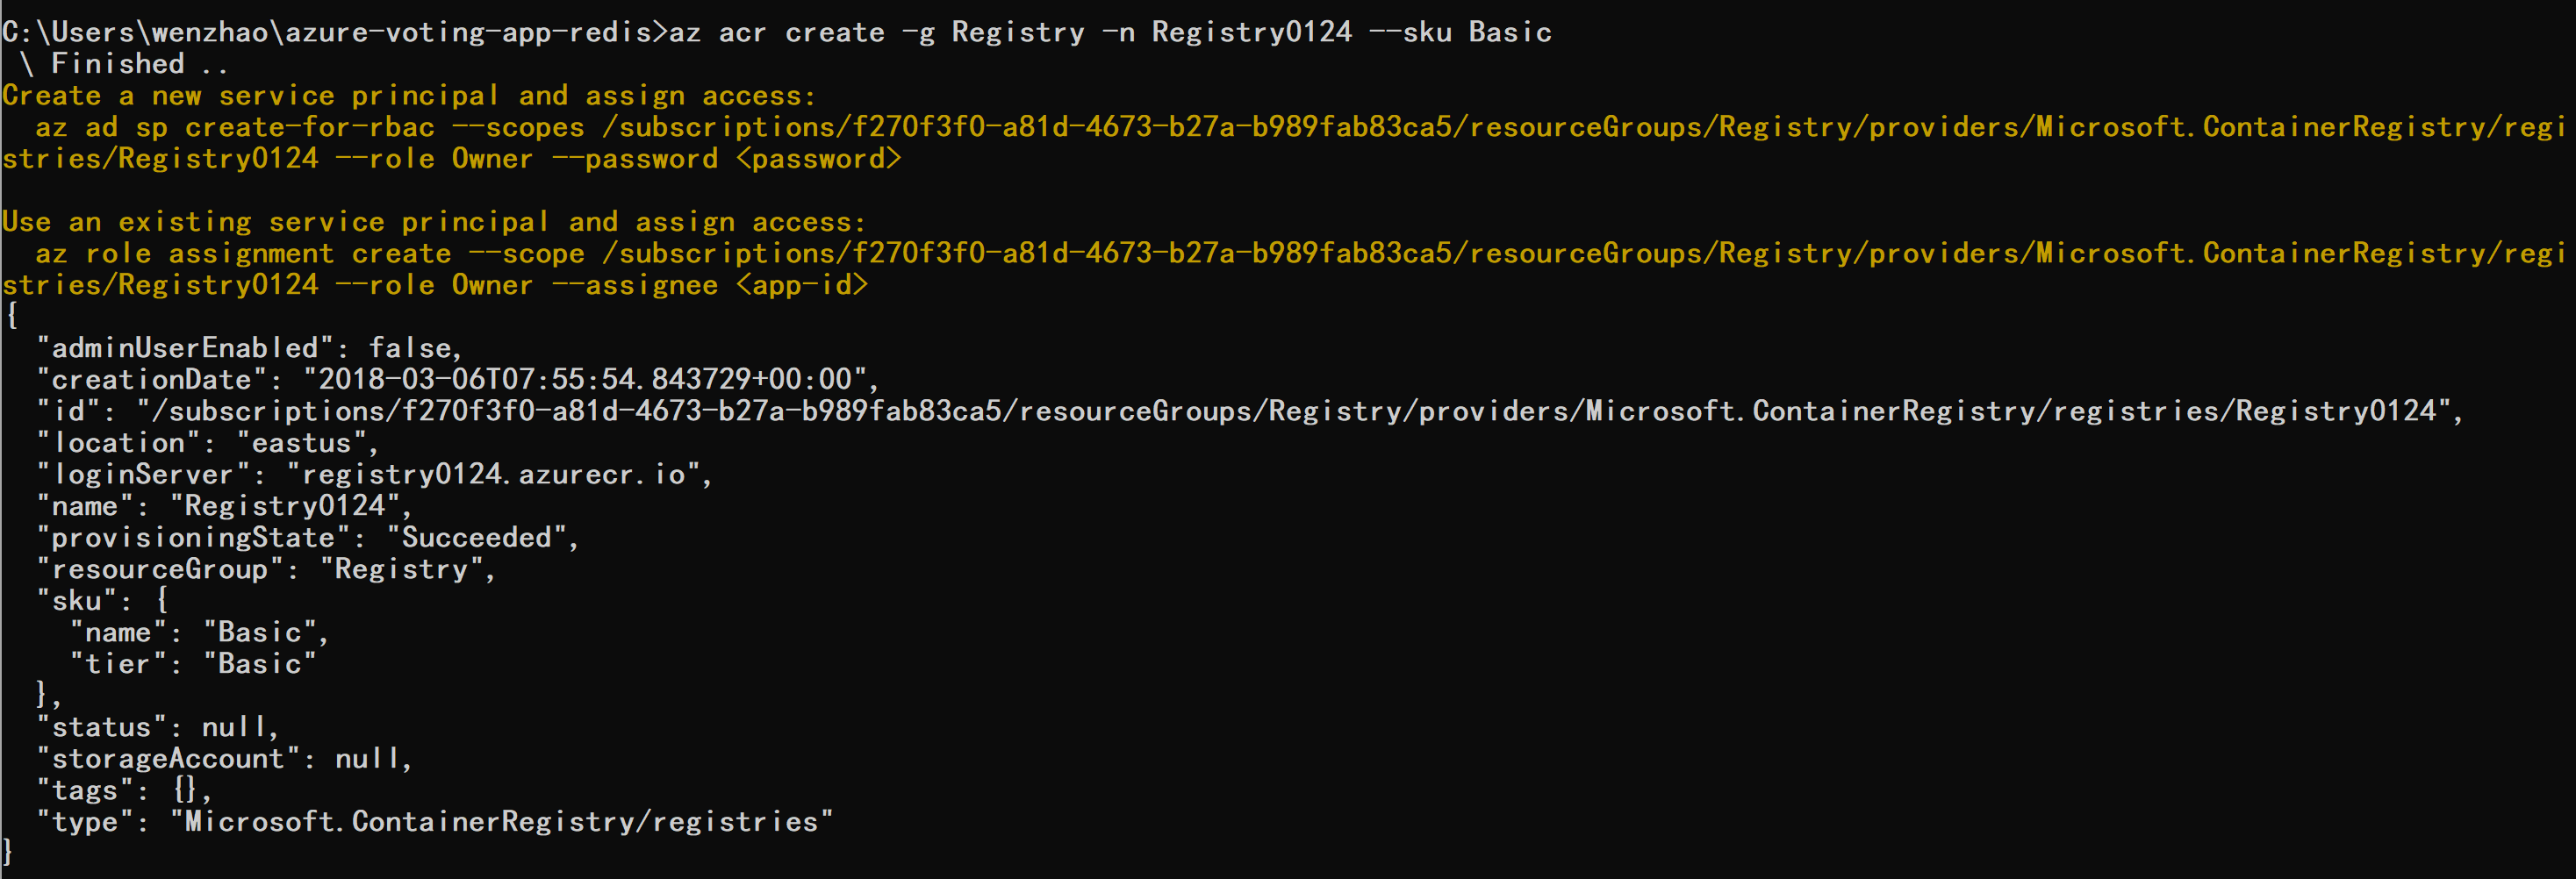 C:\Users\wenzhao\azure-voting-app-redis>az acr create -g Registry -n Registry0124 --sku Basic
 \ Finished ..
Create a new service principal and assign access:
  az ad sp create-for-rbac --scopes /subscriptions/f270f3f0-a81d-4673-b27a-b989fab83ca5/resourceGroups/Registry/providers/Microsoft.ContainerRegistry/regi
stries/Registry0124 --role Owner --password <password>

Use an existing service principal and assign access:
  az role assignment create --scope /subscriptions/f270f3f0-a81d-4673-b27a-b989fab83ca5/resourceGroups/Registry/providers/Microsoft.ContainerRegistry/regi
stries/Registry0124 --role Owner --assignee <app-id>
{
  "adminUserEnabled": false,
  "creationDate": "2018-03-06T07:55:54.843729+00:00",
  "id": "/subscriptions/f270f3f0-a81d-4673-b27a-b989fab83ca5/resourceGroups/Registry/providers/Microsoft.ContainerRegistry/registries/Registry0124",
  "location": "eastus",
  "loginServer": "registry0124.azurecr.io",
  "name": "Registry0124",
  "provisioningState": "Succeeded",
  "resourceGroup": "Registry",
  "sku": {
    "name": "Basic",
    "tier": "Basic"
  },
  "status": null,
  "storageAccount": null,
  "tags": {},
  "type": "Microsoft.ContainerRegistry/registries"
}